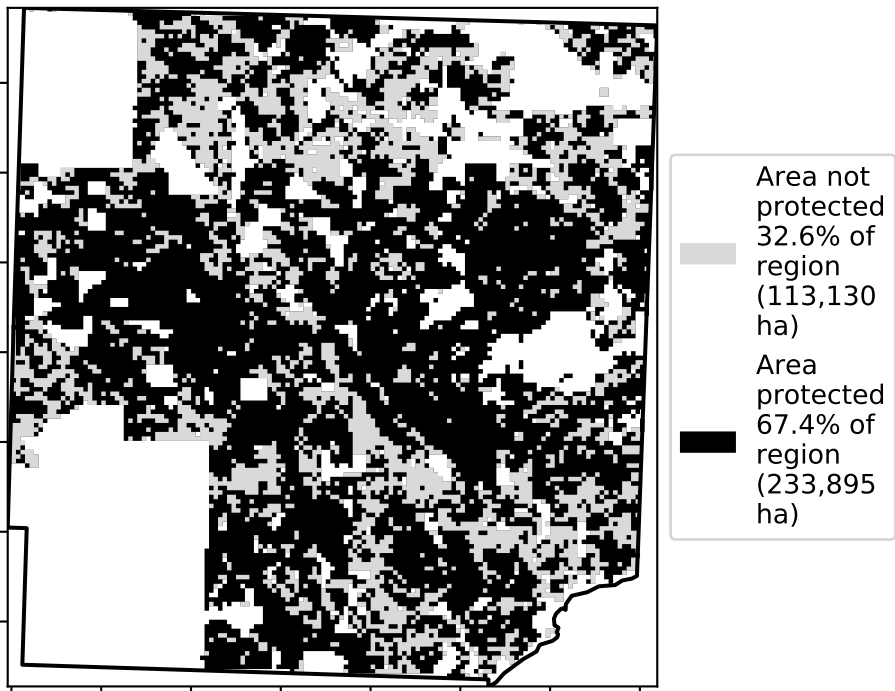 Area not
protected
32.6% of
region
(113,130
ha)
Area
protected
67.4% of
region
(233,895
ha)